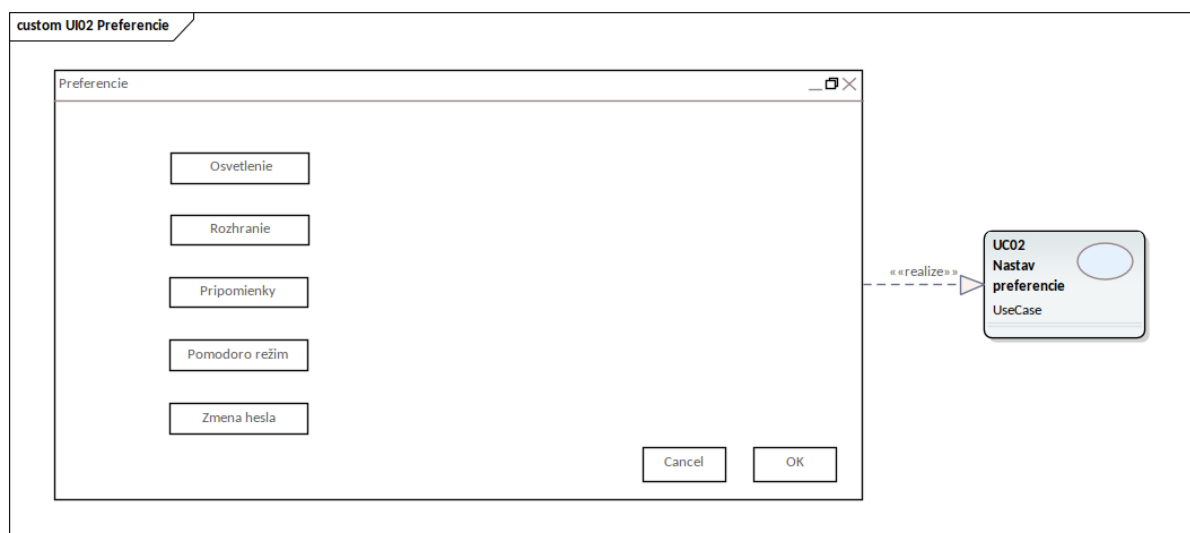 custom UI02 Preferencie
Preferencie
Osvetlenie
Rozhranie
Pripomienky
Pomodoro režim
Zmena hesla
Cancel
OK
««realize»»
UC02
Nastav
preferencie
UseCase